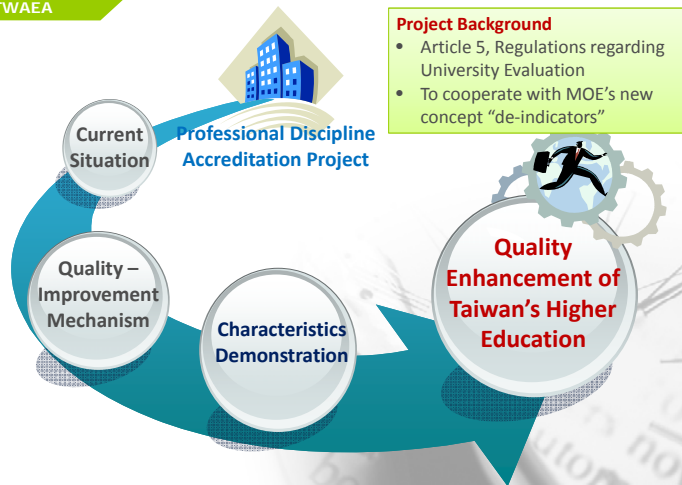 TWAEA
Project Background
• Article 5, Regulations regarding
University Evaluation
• To cooperate with MOE's new
concept “de-indicators”
Professional Discipline
Accreditation Project
Current
Situation
Quality –
Improvement
Mechanism
Characteristics
Demonstration
Quality
Enhancement of
Taiwan's Higher
Education